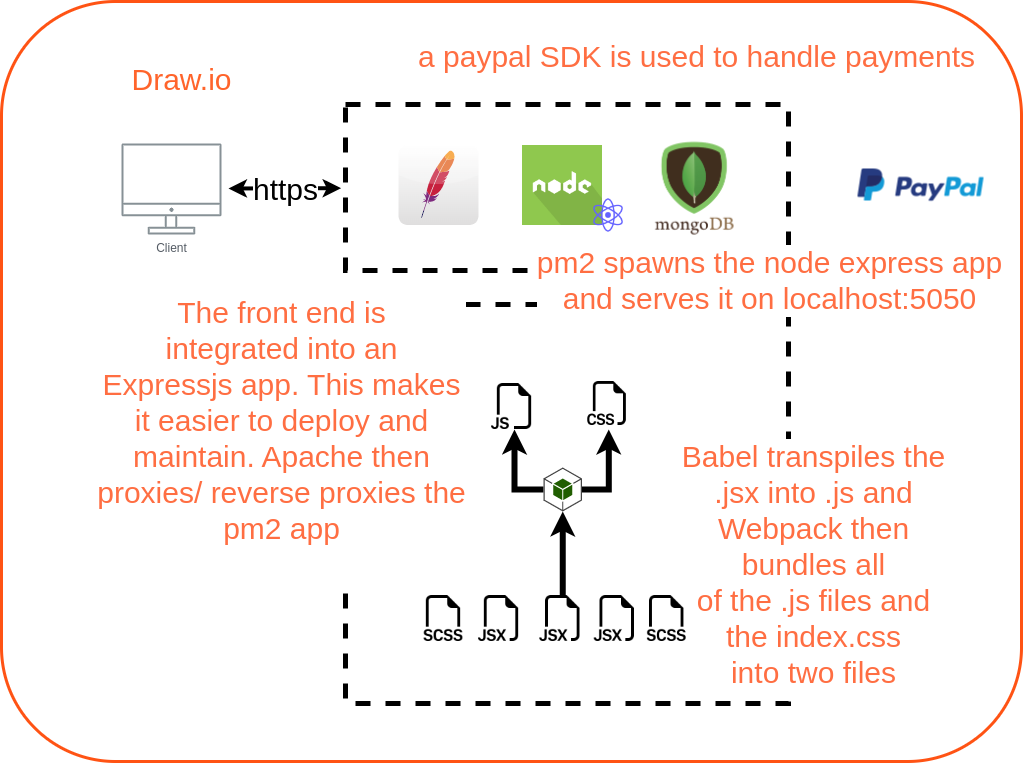 a paypal SDK is used to handle payments
Draw.io
https
Client
node
mongoDB
PayPal
pm2 spawns the node express app
and serves it on localhost:5050
The front end is
integrated into an
Expressjs app. This makes
it easier to deploy and
maintain. Apache then
proxies/ reverse proxies the
pm2 app
JS
CSS
Babel transpiles the
.jsx into .js and
Webpack then
bundles all
of the .js files and
the index.css
into two files
SCSS
JSX
JSX
JSX
SCSS